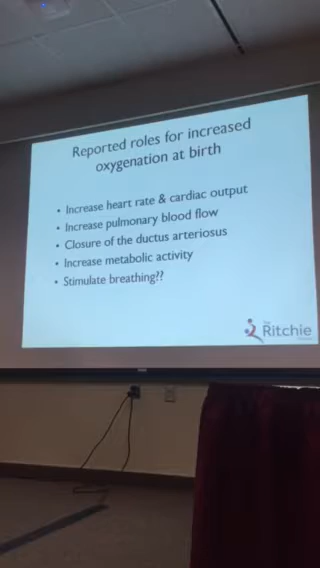 Reported roles for increased
oxygenation at birth
• Increase heart rate & cardiac output
• Increase pulmonary blood flow
• Closure of the ductus arteriosus
• Increase metabolic activity
• Stimulate breathing??
The
Ritchie